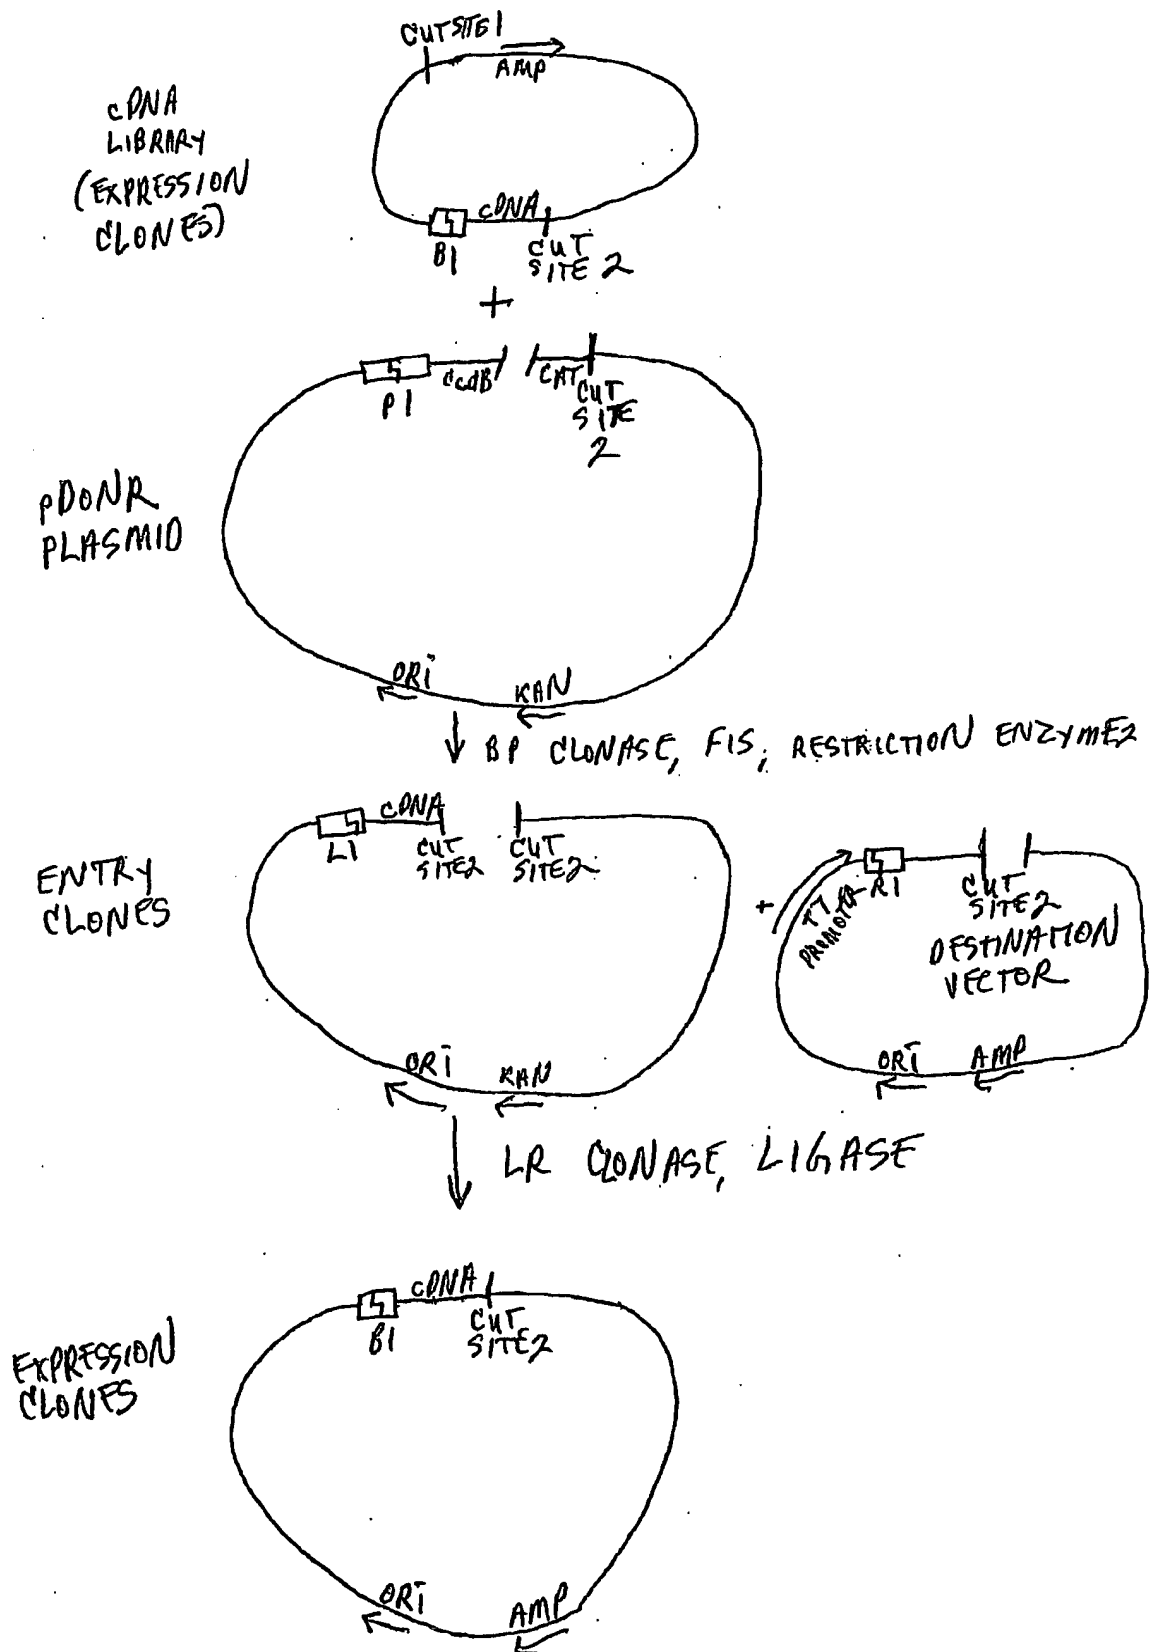 CUT SITE 1
AMP
cDNA
LIBRARY
(EXPRESSION
CLONES)
B1
cDNA
CUT
SITE 2
+
P1
CcdB
CAT
CUT
SITE
2
pDONR
PLASMID
ORI
KAN
BP CLONASE, FIS, RESTRICTION ENZYME2
ENTRY
CLONES
L1
cDNA
CUT
SITE2
CUT
SITE2
ORI
KAN
+
T7
PROMOTER
R1
CUT
SITE2
DESTINATION
VECTOR
ORI
AMP
LR CLONASE, LIGASE
EXPRESSION
CLONES
B1
cDNA
CUT
SITE2
ORI
AMP